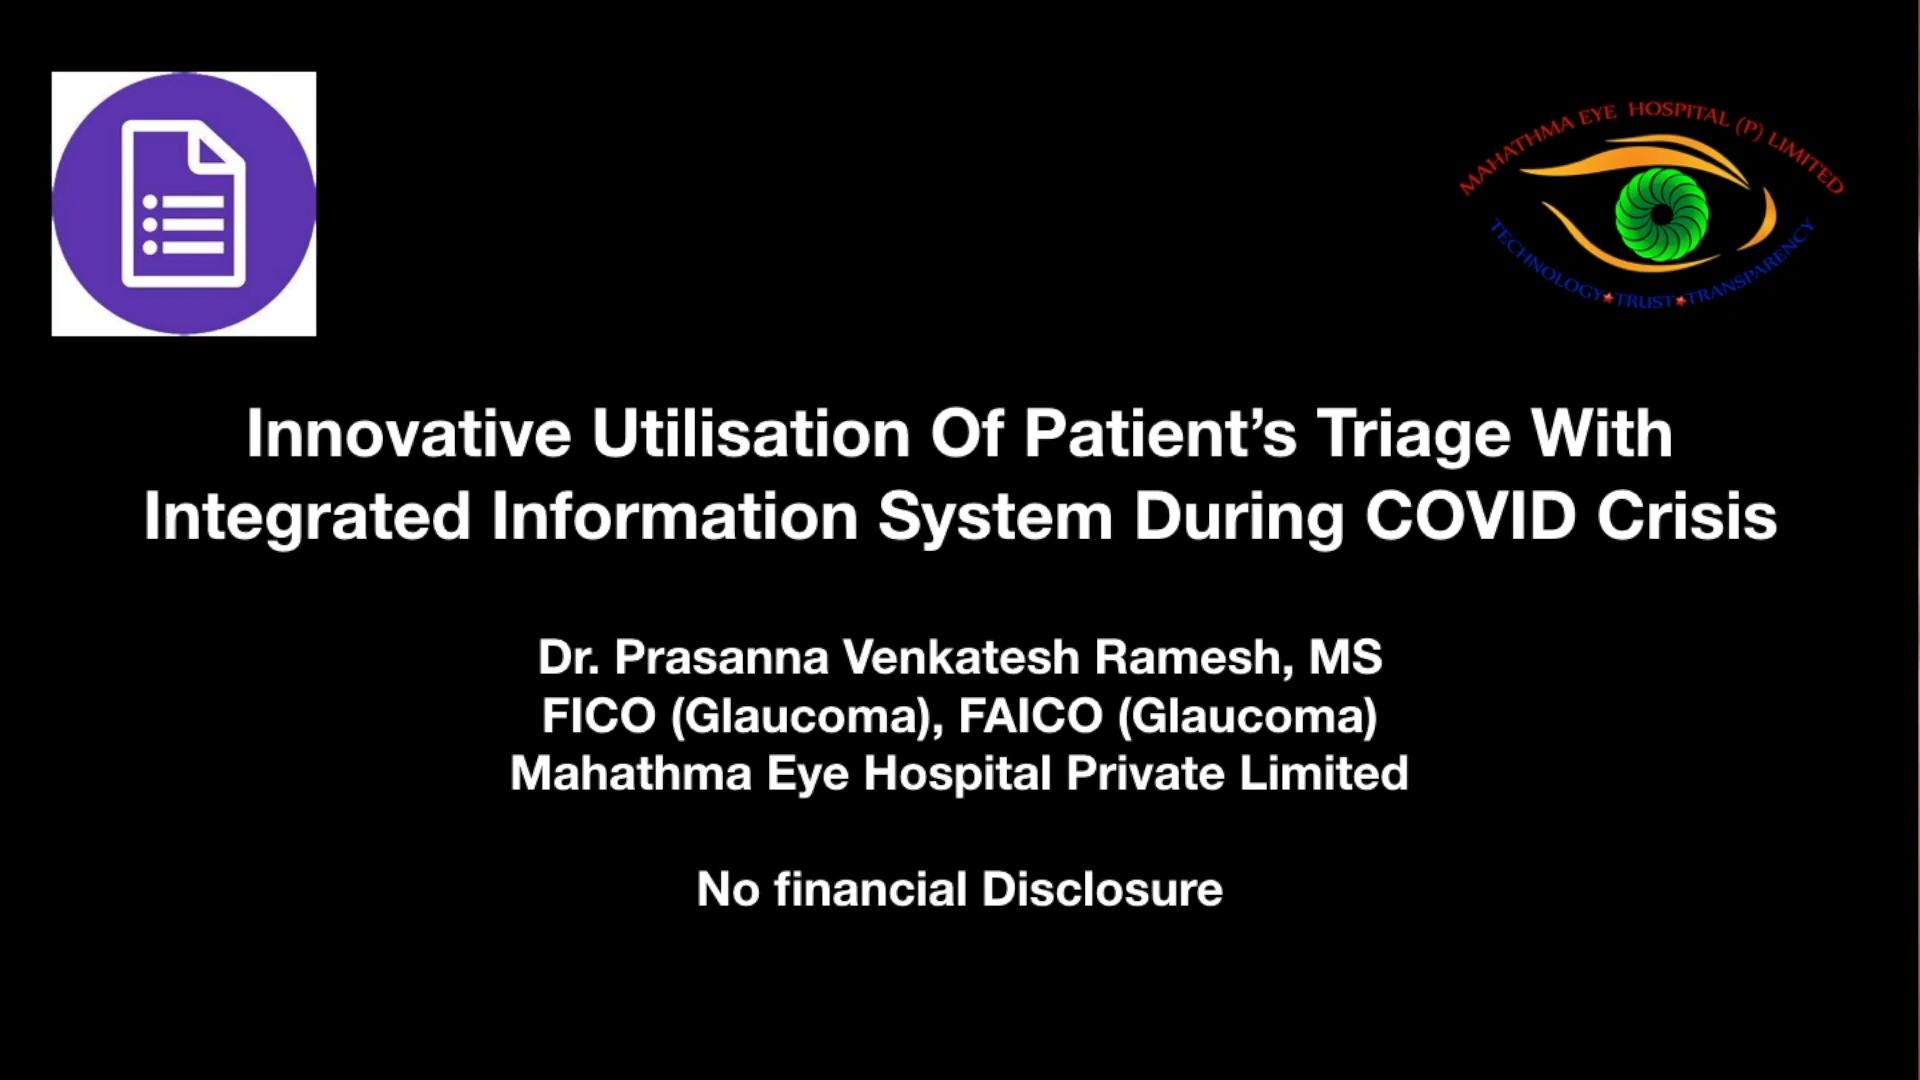 MAHATHMA EYE HOSPITAL (P) LIMITED
TECHNOLOGY★TRUST★TRANSPARENCY
Innovative Utilisation Of Patient’s Triage With
Integrated Information System During COVID Crisis
Dr. Prasanna Venkatesh Ramesh, MS
FICO (Glaucoma), FAICO (Glaucoma)
Mahathma Eye Hospital Private Limited
No financial Disclosure